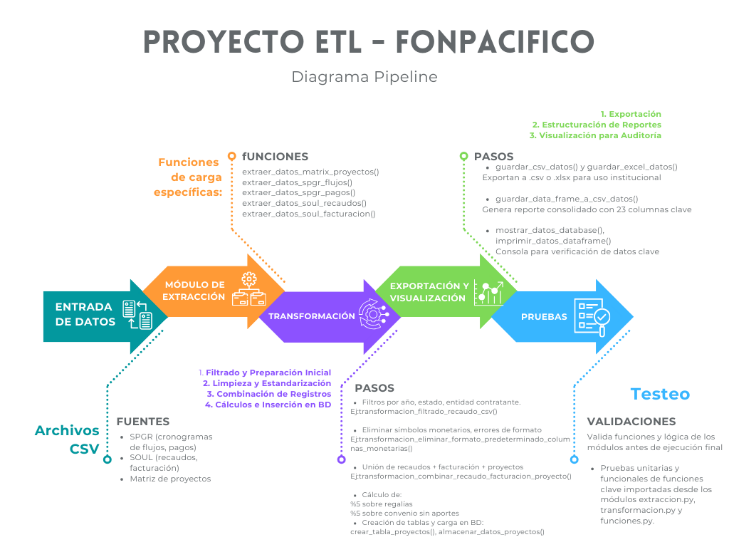 PROYECTO ETL - FONPACIFICO
Diagrama Pipeline
1. Exportación
2. Estructuración de Reportes
3. Visualización para Auditoría
Funciones
de carga
específicas:
fUNCIONES
extraer_datos_matrix_proyectos()
extraer_datos_spgr_flujos()
extraer_datos_spgr_pagos()
extraer_datos_soul_recaudos()
extraer_datos_soul_facturacion()
PASOS
• guardar_csv_datos() y guardar_excel_datos()
Exportan a .csv o .xlsx para uso institucional
• guardar_data_frame_a_csv_datos()
Genera reporte consolidado con 23 columnas clave
• mostrar_datos_database(),
imprimir_datos_dataframe()
Consola para verificación de datos clave
ENTRADA
DE DATOS
MÓDULO DE
EXTRACCIÓN
TRANSFORMACIÓN
EXPORTACIÓN Y
VISUALIZACIÓN
PRUEBAS
Archivos
CSV
FUENTES
• SPGR (cronogramas
de flujos, pagos)
• SOUL (recaudos,
facturación)
• Matriz de proyectos
1. Filtrado y Preparación Inicial
2. Limpieza y Estandarización
3. Combinación de Registros
4. Cálculos e Inserción en BD
PASOS
• Filtros por año, estado, entidad contratante.
Ej.transformacion_filtrado_recaudo_csv()
• Eliminar símbolos monetarios, errores de formato
Ej.transformacion_eliminar_formato_predeterminado_colum
nas_monetarias()
• Unión de recaudos + facturación + proyectos
Ej.transformacion_combinar_recaudo_facturacion_proyecto()
• Cálculo de:
%5 sobre regalías
%5 sobre convenio sin aportes
• Creación de tablas y carga en BD:
crear_tabla_proyectos(), almacenar_datos_proyectos()
Testeo
VALIDACIONES
Valida funciones y lógica de los
módulos antes de ejecución final
• Pruebas unitarias y
funcionales de funciones
clave importadas desde los
módulos extraccion.py,
transformacion.py y
funciones.py.